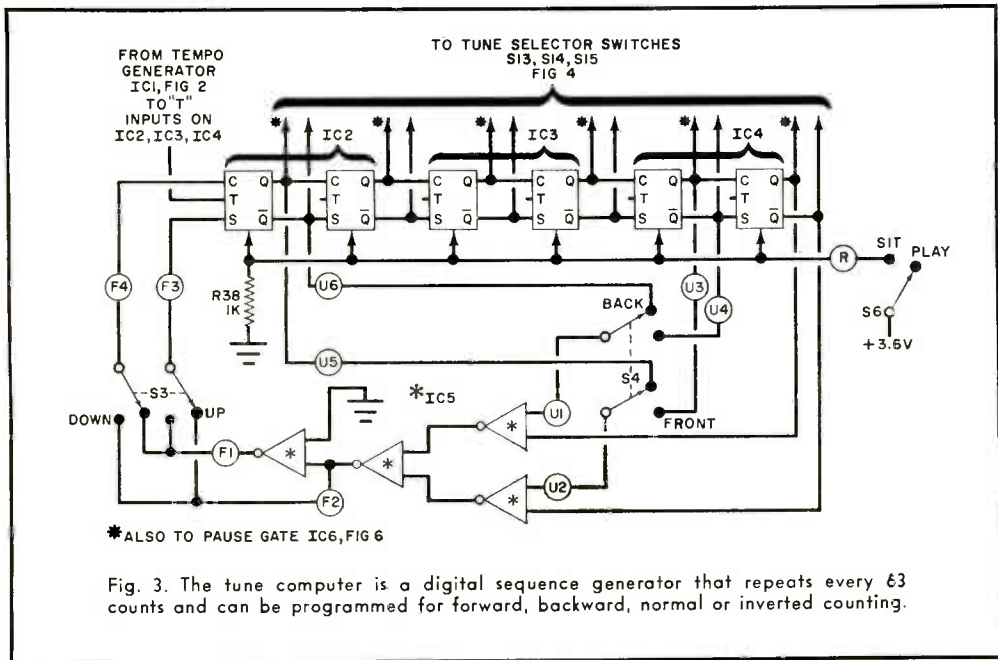 TO TUNE SELECTOR SWITCHES
S13, S14, S15
FIG 4
FROM TEMPO
GENERATOR
IC1, FIG 2
TO "T"
INPUTS ON
IC2, IC3, IC4
* * * * * *
IC2 IC3 IC4
C Q C Q C Q C Q C Q C Q
T T T T T T
S Q̅ S Q̅ S Q̅ S Q̅ S Q̅ S Q̅
R SIT PLAY
F4 F3 R38 1K U6 BACK U3 U4 S6
+3.6V
U5 S4
S3 *IC5
DOWN UP U1 FRONT
F1 * * *
F2 U2 *
*ALSO TO PAUSE GATE IC6, FIG 6
Fig. 3. The tune computer is a digital sequence generator that repeats every 63
counts and can be programmed for forward, backward, normal or inverted counting.